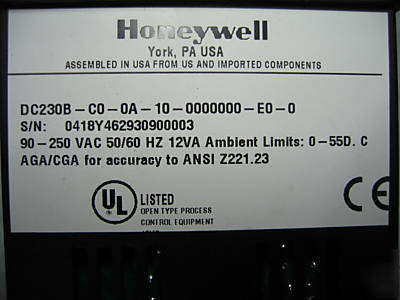 Honeywell
York, PA USA
ASSEMBLED IN USA FROM US AND IMPORTED COMPONENTS
DC230B-C0-0A-10-0000000-E0-0
S/N: 0418Y462930900003
90-250 VAC 50/60 HZ 12VA Ambient Limits: 0-55D. C
AGA/CGA for accuracy to ANSI Z221.23
UL LISTED
OPEN TYPE PROCESS
CONTROL EQUIPMENT
CE